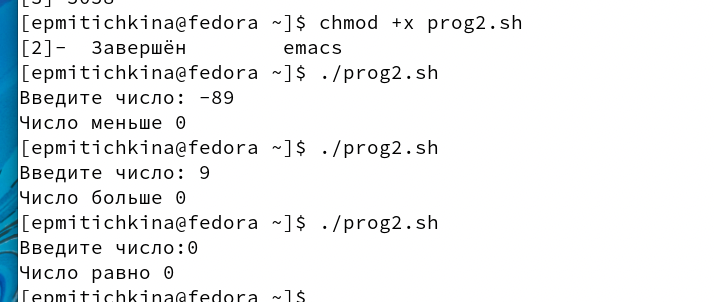 [3] 5058
[epmitichkina@fedora ~]$ chmod +x prog2.sh
[2]-  Завершён        emacs
[epmitichkina@fedora ~]$ ./prog2.sh
Введите число: -89
Число меньше 0
[epmitichkina@fedora ~]$ ./prog2.sh
Введите число: 9
Число больше 0
[epmitichkina@fedora ~]$ ./prog2.sh
Введите число:0
Число равно 0
[epmitichkina@fedora ~]$